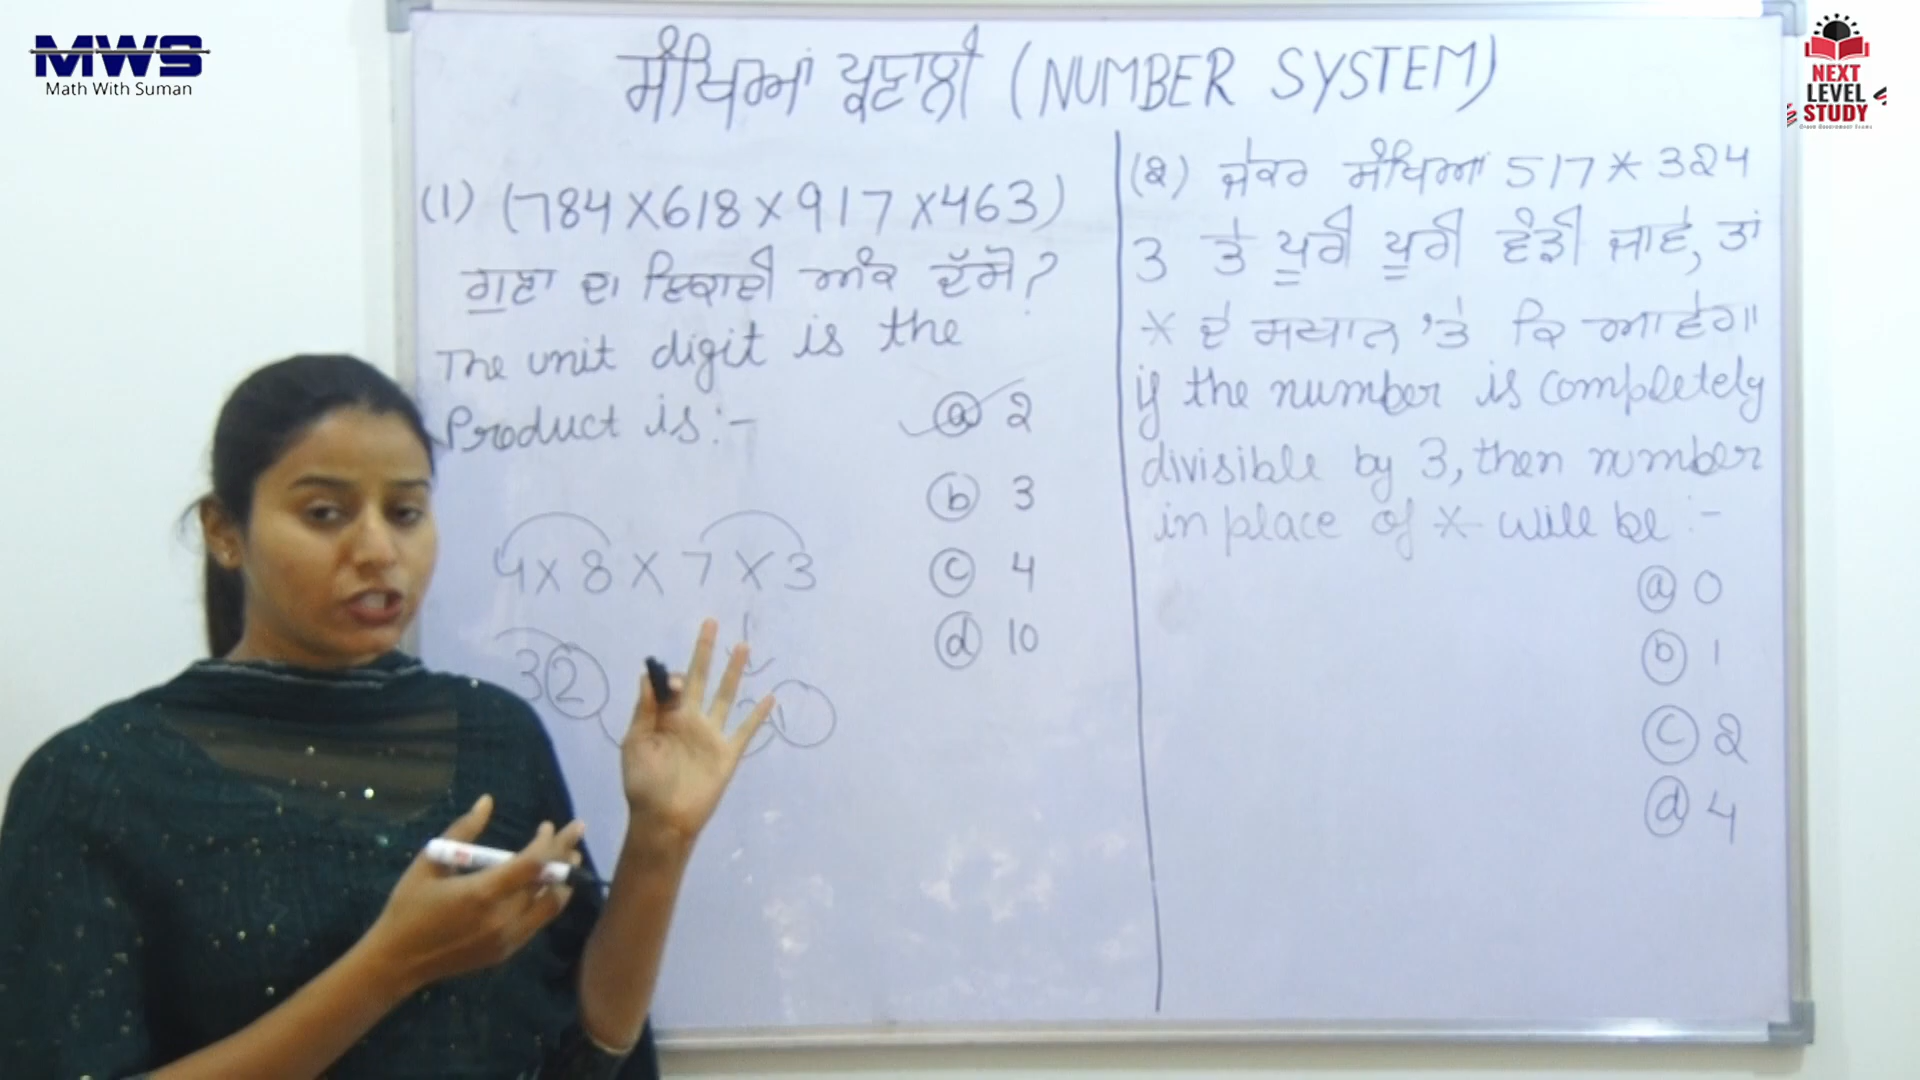 MWS
Math With Suman
NEXT
LEVEL
STUDY
ਸੰਖਿਆ ਪ੍ਰਣਾਲੀ (NUMBER SYSTEM)
(1) (784×618×917×463)
ਗੁਣਾ ਦਾ ਇਕਾਈ ਅੰਕ ਦੱਸੋ?
The unit digit is the
Product is:-
ⓐ 2
ⓑ 3
ⓒ 4
ⓓ 10
4×8×7×3
32
(2) ਜੇਕਰ ਸੰਖਿਆ 517*324
3 ਤੇ ਪੂਰੀ ਪੂਰੀ ਵੰਡੀ ਜਾਵੇ, ਤਾਂ
* ਦੇ ਸਥਾਨ 'ਤੇ ਕਿ ਆਵੇਗਾ
if the number is completely
divisible by 3, then number
in place of * will be :-
ⓐ 0
ⓑ 1
ⓒ 2
ⓓ 4